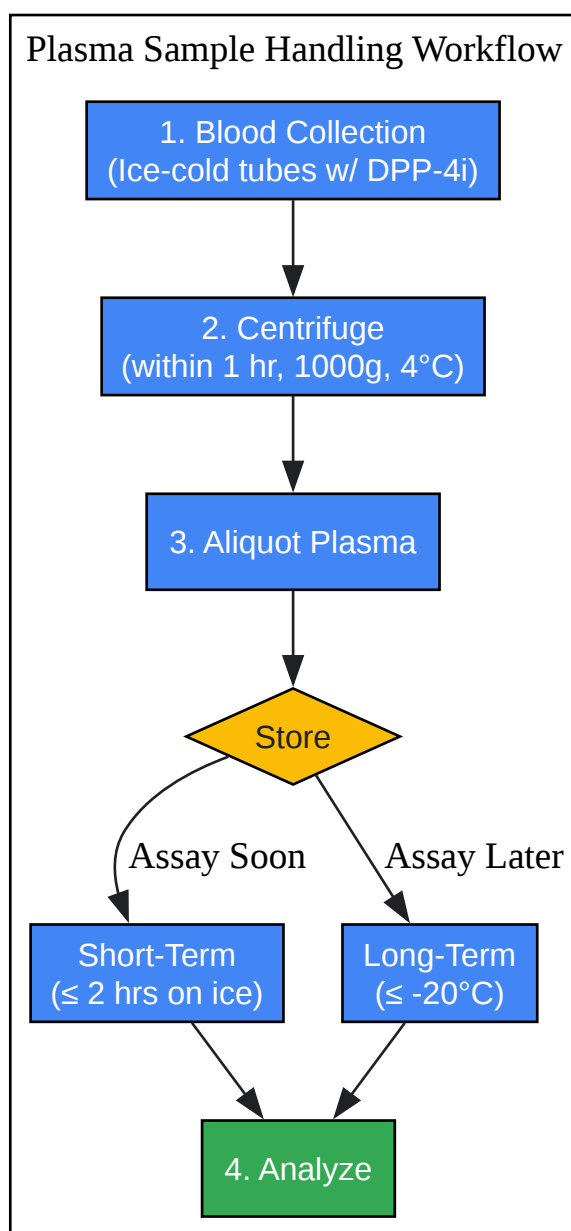 Plasma Sample Handling Workflow
1. Blood Collection
(Ice-cold tubes w/ DPP-4i)
2. Centrifuge
(within 1 hr, 1000g, 4°C)
3. Aliquot Plasma
Store
Assay Soon
Assay Later
Short-Term
(≤ 2 hrs on ice)
Long-Term
(≤ -20°C)
4. Analyze